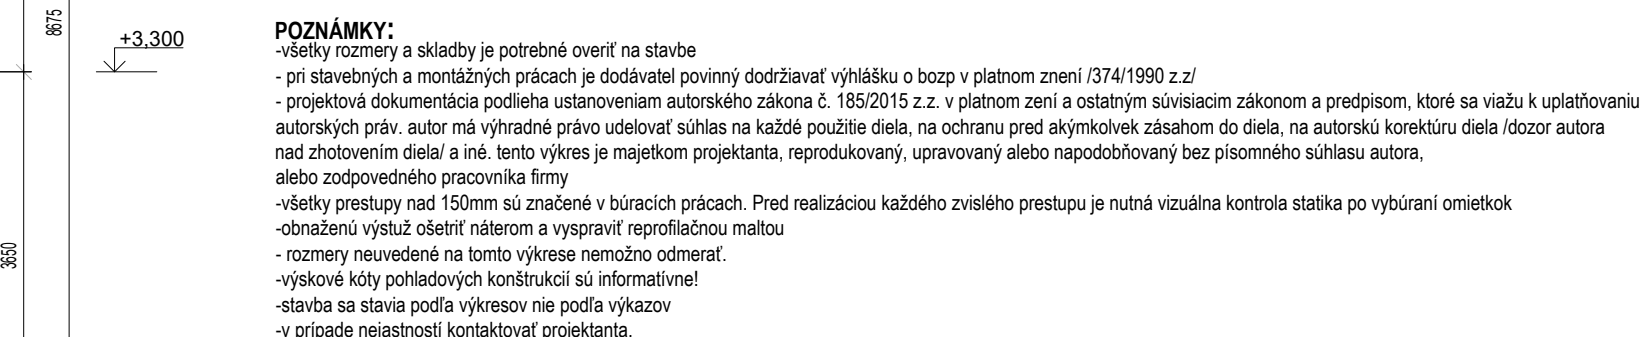 8675
+3,300
3650
POZNÁMKY:
-všetky rozmery a skladby je potrebné overiť na stavbe
- pri stavebných a montážných prácach je dodávatel povinný dodržiavať výhlášku o bozp v platnom znení /374/1990 z.z/
- projektová dokumentácia podlieha ustanoveniam autorského zákona č. 185/2015 z.z. v platnom zení a ostatným súvisiacim zákonom a predpisom, ktoré sa viažu k uplatňovaniu
autorských práv. autor má výhradné právo udelovať súhlas na každé použitie diela, na ochranu pred akýmkolvek zásahom do diela, na autorskú korektúru diela /dozor autora
nad zhotovením diela/ a iné. tento výkres je majetkom projektanta, reprodukovaný, upravovaný alebo napodobňovaný bez písomného súhlasu autora,
alebo zodpovedného pracovníka firmy
-všetky prestupy nad 150mm sú značené v búracích prácach. Pred realizáciou každého zvislého prestupu je nutná vizuálna kontrola statika po vybúraní omietkok
-obnaženú výstuž ošetriť náterom a vyspraviť reprofilačnou maltou
- rozmery neuvedené na tomto výkrese nemožno odmerať.
-výskové kóty pohladových konštrukcií sú informatívne!
-stavba sa stavia podľa výkresov nie podľa výkazov
-v prípade nejastností kontaktovať projektanta.